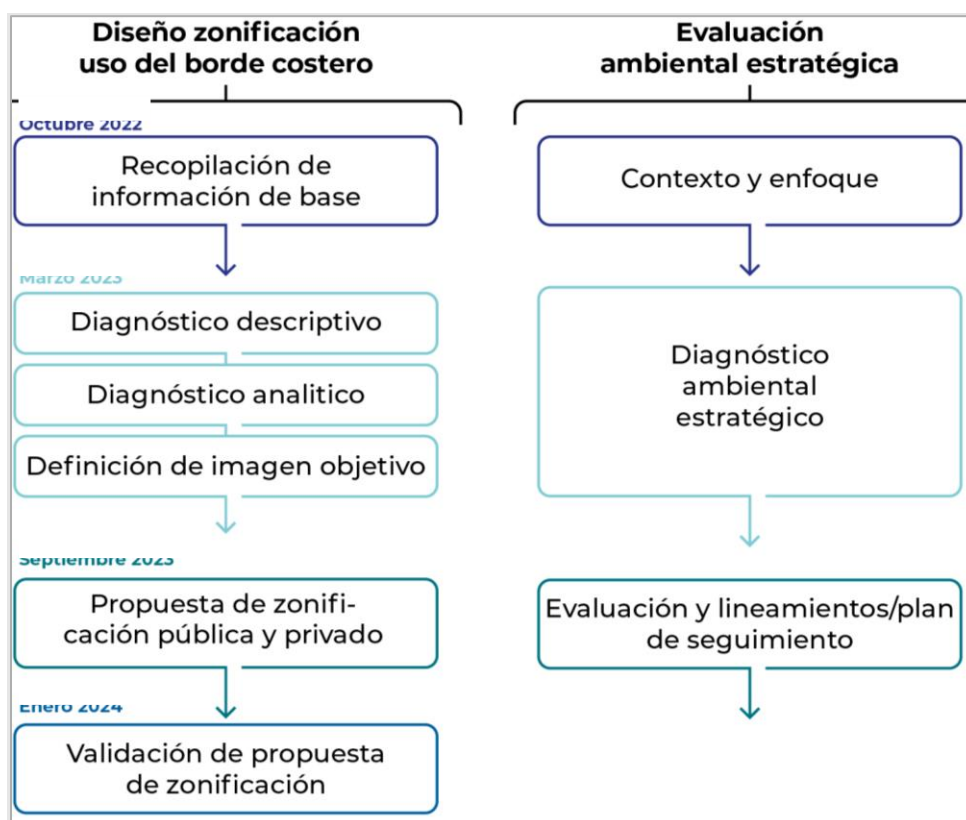 Diseño zonificación
uso del borde costero
Octubre 2022
Recopilación de
información de base
Marzo 2023
Diagnóstico descriptivo
Diagnóstico analitico
Definición de imagen objetivo
Septiembre 2023
Propuesta de zonifi-
cación pública y privado
Enero 2024
Validación de propuesta
de zonificación
Evaluación
ambiental estratégica
Contexto y enfoque
Diagnóstico
ambiental
estratégico
Evaluación y lineamientos/plan
de seguimiento